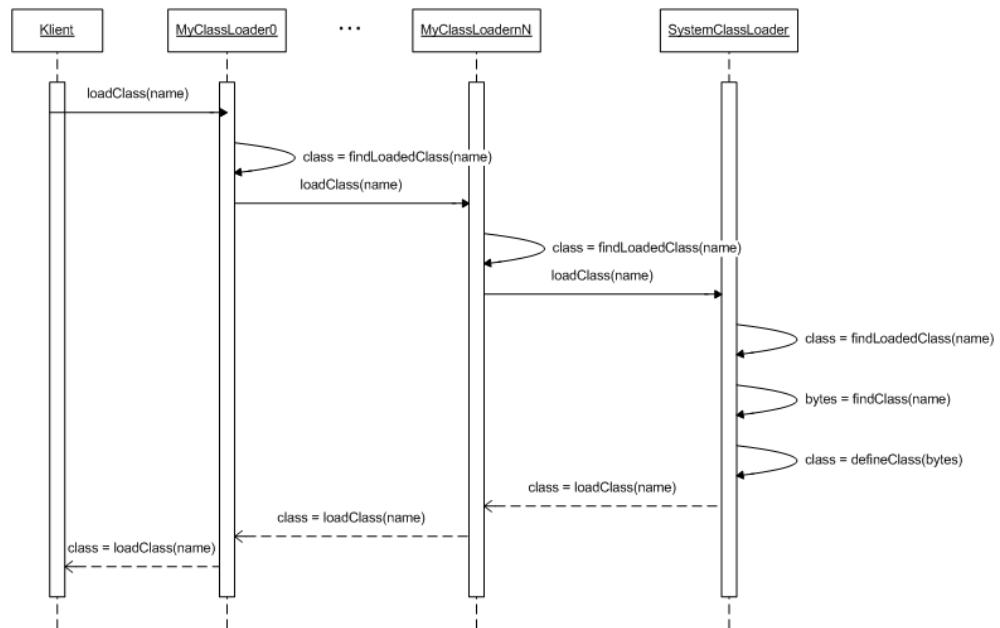 Klient
MyClassLoader0
...
MyClassLoadernN
SystemClassLoader
loadClass(name)
class = findLoadedClass(name)
loadClass(name)
class = findLoadedClass(name)
loadClass(name)
class = findLoadedClass(name)
bytes = findClass(name)
class = defineClass(bytes)
class = loadClass(name)
class = loadClass(name)
class = loadClass(name)